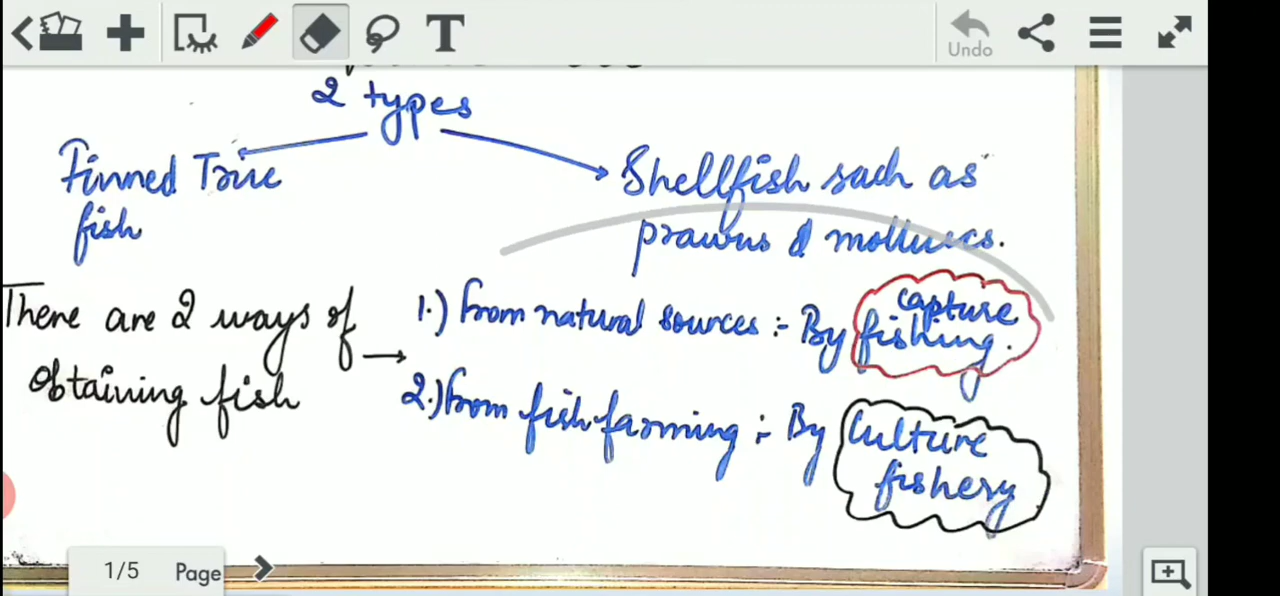 Undo
2 types
Finned True
fish
Shellfish such as
prawns & molluscs.
There are 2 ways of
obtaining fish
1.) From natural sources :- By capture
fishing.
2.) From fish farming :- By Culture
fishery
1/5 Page